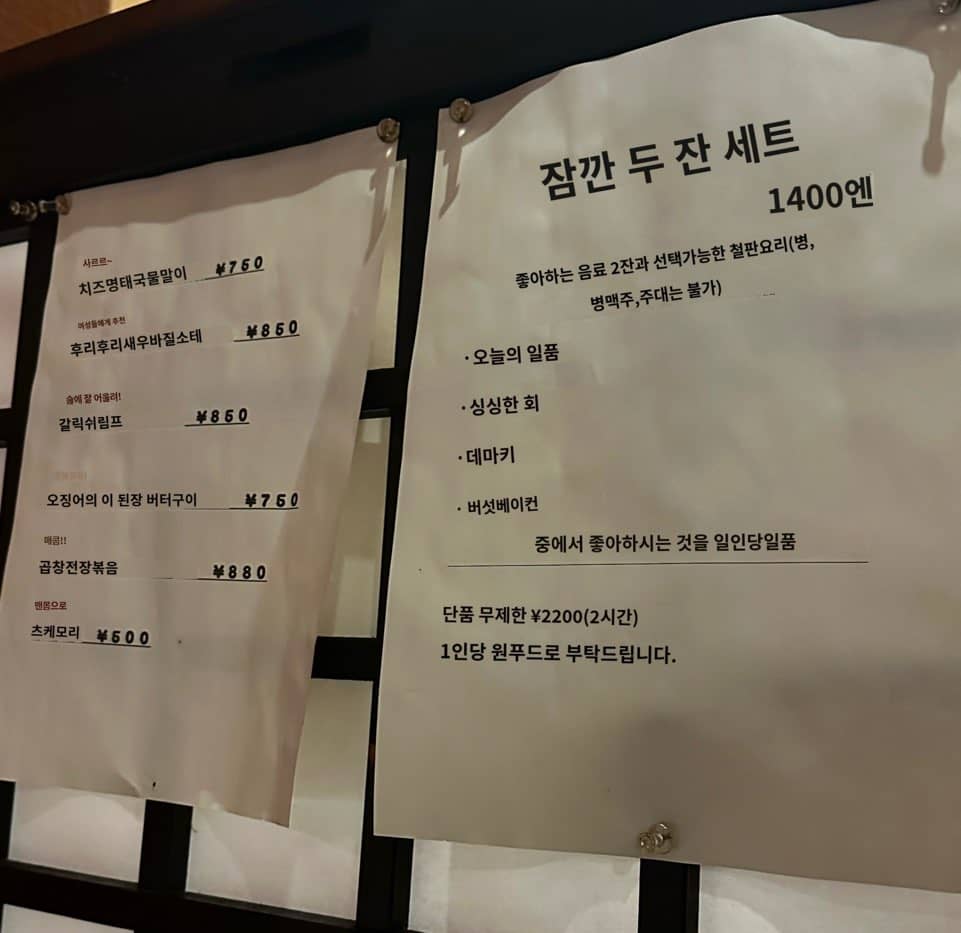 사르르~
치즈명태국물말이 ¥750
여성들에게 추천
후리후리새우바질소테 ¥850
술에 잘 어울려!
갈릭쉬림프 ¥850
오징어의 이 된장 버터구이 ¥750
매콤!!
곱창전장볶음 ¥880
맨몸으로
츠케모리 ¥500
잠깐 두 잔 세트
1400엔
좋아하는 음료 2잔과 선택가능한 철판요리(병,
병맥주,주대는 불가)
·오늘의 일품
·싱싱한 회
·데마키
· 버섯베이컨
중에서 좋아하시는 것을 일인당일품
단품 무제한 ¥2200(2시간)
1인당 원푸드로 부탁드립니다.